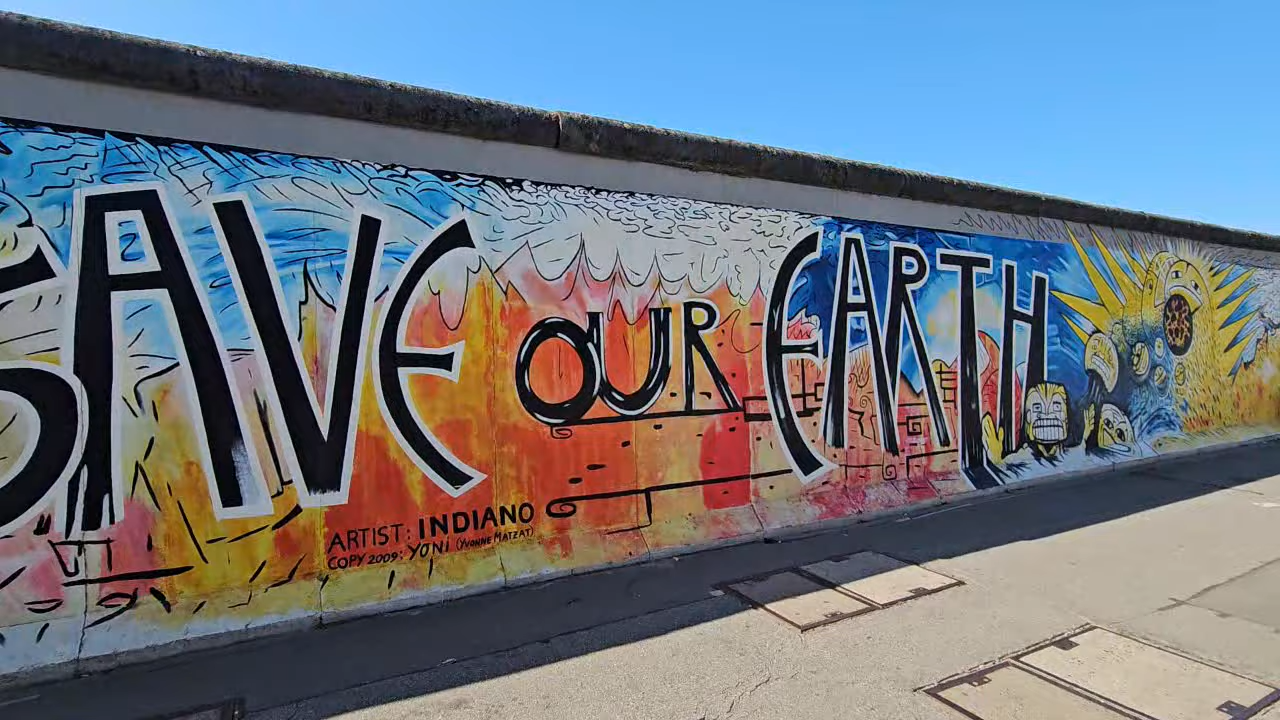 SAVE OUR EARTH
ARTIST: INDIANO
COPY 2009: YONI (YVONNE MATZAT)